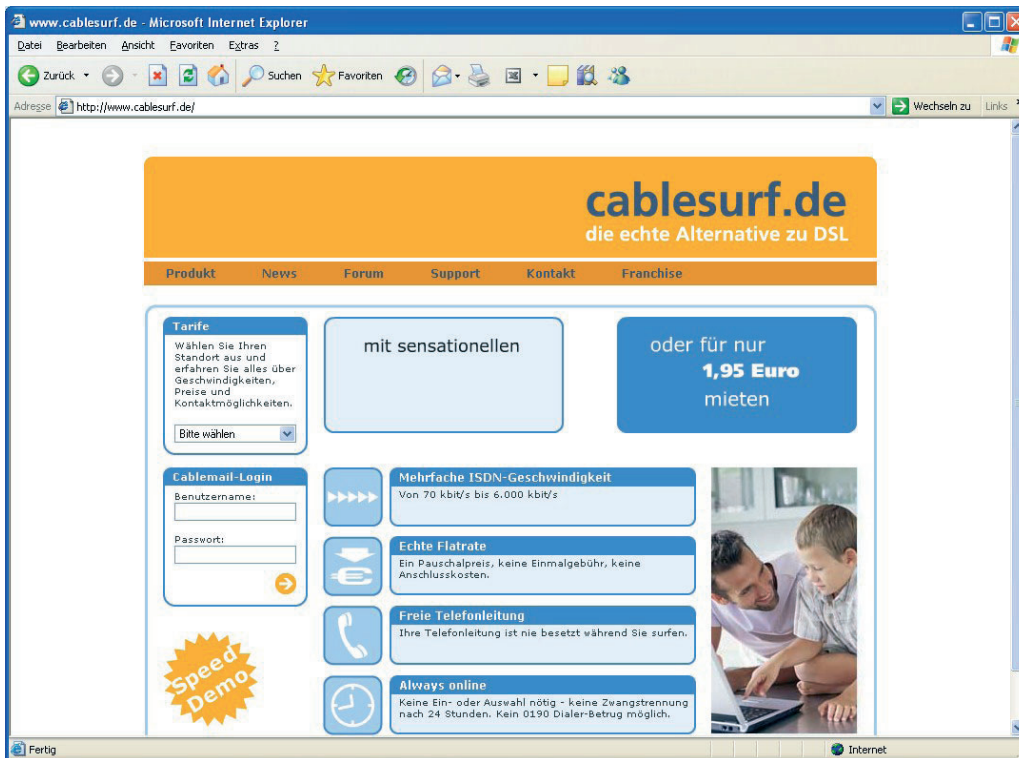 www.cablesurf.de - Microsoft Internet Explorer
Datei Bearbeiten Ansicht Favoriten Extras ?
Zurück Suchen Favoriten
Adresse http://www.cablesurf.de/ Wechseln zu Links
cablesurf.de
die echte Alternative zu DSL
Produkt News Forum Support Kontakt Franchise
Tarife
Wählen Sie Ihren
Standort aus und
erfahren Sie alles über
Geschwindigkeiten,
Preise und
Kontaktmöglichkeiten.
Bitte wählen
mit sensationellen
oder für nur
1,95 Euro
mieten
Cablemail-Login
Benutzername:
Passwort:
Speed
Demo
Mehrfache ISDN-Geschwindigkeit
Von 70 kbit/s bis 6.000 kbit/s
Echte Flatrate
Ein Pauschalpreis, keine Einmalgebühr, keine
Anschlusskosten.
Freie Telefonleitung
Ihre Telefonleitung ist nie besetzt während Sie surfen.
Always online
Keine Ein- oder Auswahl nötig - keine Zwangstrennung
nach 24 Stunden. Kein 0190 Dialer-Betrug möglich.
Fertig Internet